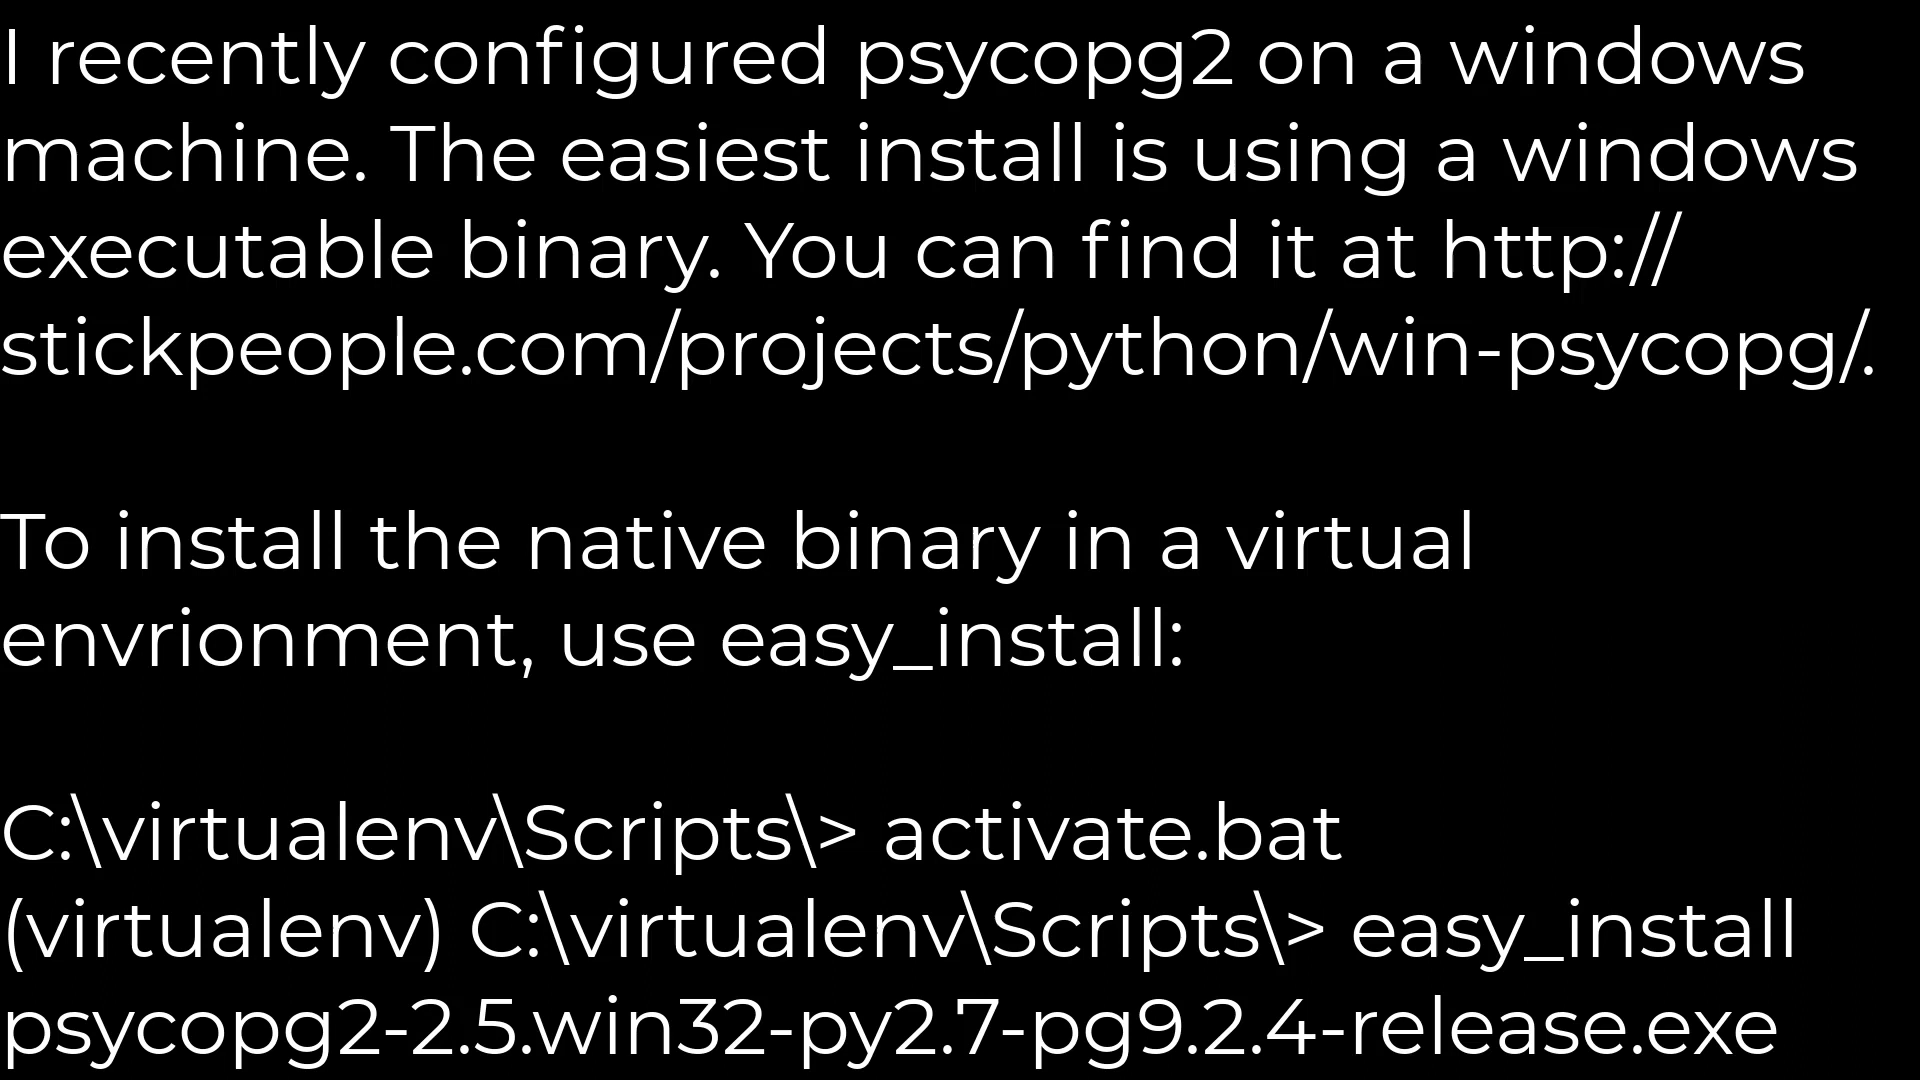 I recently configured psycopg2 on a windows
machine. The easiest install is using a windows
executable binary. You can find it at http://
stickpeople.com/projects/python/win-psycopg/.
To install the native binary in a virtual
envrionment, use easy_install:
C:\virtualenv\Scripts\> activate.bat
(virtualenv) C:\virtualenv\Scripts\> easy_install
psycopg2-2.5.win32-py2.7-pg9.2.4-release.exe